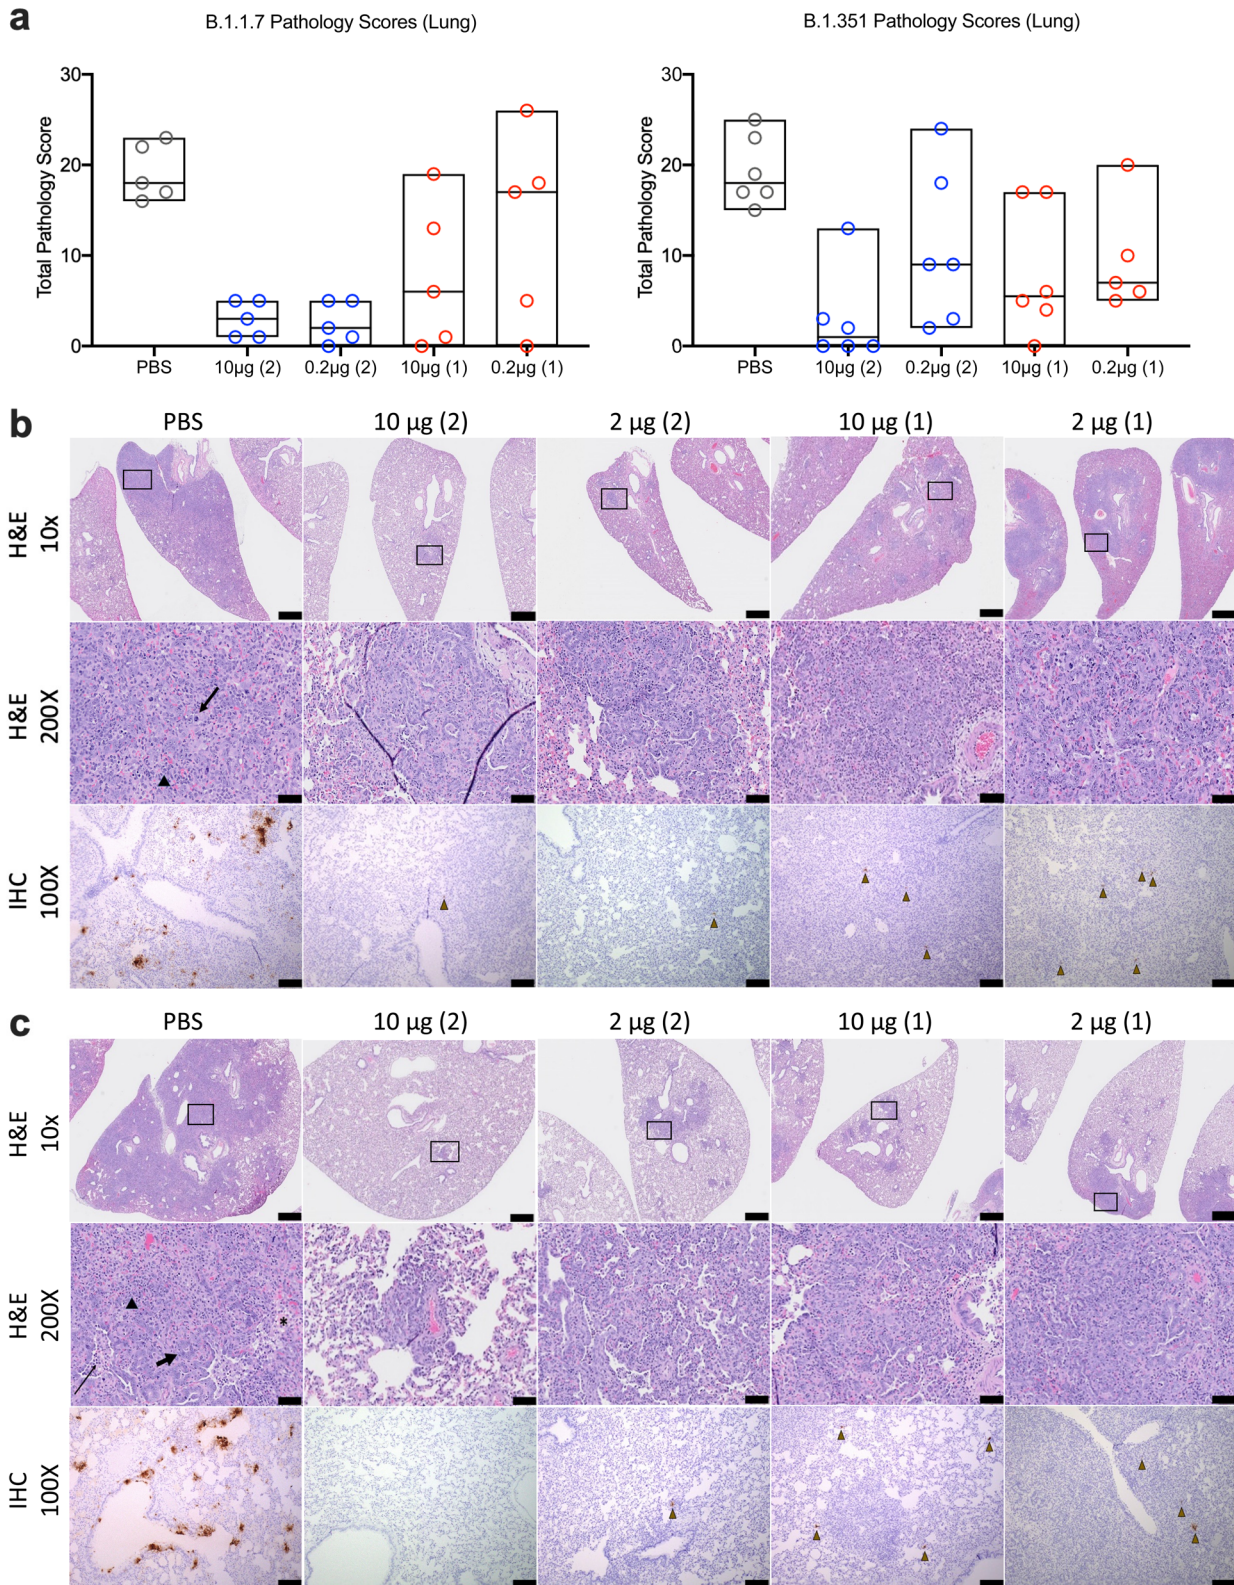 a
B.1.1.7 Pathology Scores (Lung)
B.1.351 Pathology Scores (Lung)
Total Pathology Score
30
20
10
0
PBS
10µg (2)
0.2µg (2)
10µg (1)
0.2µg (1)
Total Pathology Score
30
20
10
0
PBS
10µg (2)
0.2µg (2)
10µg (1)
0.2µg (1)
b
PBS
10 µg (2)
2 µg (2)
10 µg (1)
2 µg (1)
H&E
10x
H&E
200X
IHC
100X
c
PBS
10 µg (2)
2 µg (2)
10 µg (1)
2 µg (1)
H&E
10x
H&E
200X
*
IHC
100X